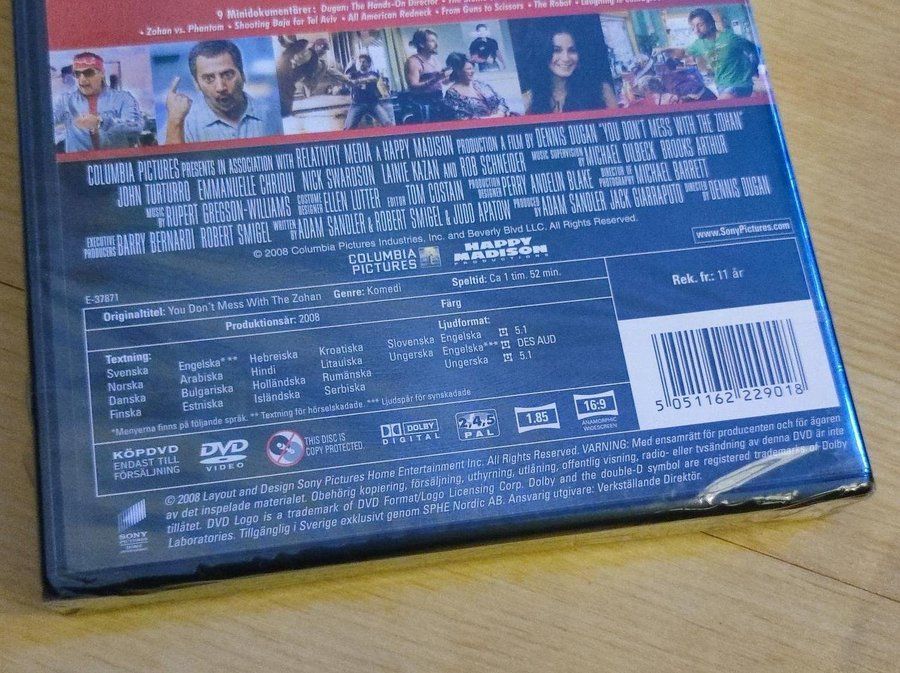 9 Minidokumentärer: Dugan: The Hands-On Director •
• Zohan vs. Phantom • Shooting Baja for Tel Aviv • All American Redneck • From Guns to Scissors • The Robot •
COLUMBIA PICTURES PRESENTS IN ASSOCIATION WITH RELATIVITY MEDIA A HAPPY MADISON PRODUCTION A FILM BY DENNIS DUGAN "YOU DON'T MESS WITH THE ZOHAN"
JOHN TURTURRO EMMANUELLE CHRIQUI NICK SWARDSON LAINIE KAZAN AND ROB SCHNEIDER MUSIC SUPERVISION BY MICHAEL DILBECK BROOKS ARTHUR
MUSIC BY RUPERT GREGSON-WILLIAMS COSTUME DESIGNER ELLEN LUTTER EDITOR TOM COSTAIN PRODUCTION DESIGNER PERRY ANDELIN BLAKE DIRECTOR OF PHOTOGRAPHY MICHAEL BARRETT
EXECUTIVE PRODUCERS BARRY BERNARDI ROBERT SMIGEL WRITTEN BY ADAM SANDLER & ROBERT SMIGEL & JUDD APATOW PRODUCED BY ADAM SANDLER JACK GIARRAPUTO DIRECTED BY DENNIS DUGAN
© 2008 Columbia Pictures Industries, Inc. and Beverly Blvd LLC. All Rights Reserved.
www.SonyPictures.com
COLUMBIA PICTURES
HAPPY MADISON
PRODUCTIONS
E-37871
Originaltitel: You Don't Mess With The Zohan Genre: Komedi Speltid: Ca 1 tim. 52 min.
Produktionsår: 2008 Färg
Rek. fr.: 11 år
Textning:
Svenska
Norska
Danska
Finska
Engelska***
Arabiska
Bulgariska
Estniska
Hebreiska
Hindi
Holländska
Isländska
Kroatiska
Litauiska
Rumänska
Serbiska
Slovenska
Ungerska
Ljudformat:
Engelska 5.1
Engelska*** DES AUD
Ungerska 5.1
*Menyerna finns på följande språk. ** Textning för hörselskadade. *** Ljudspår för synskadade
5 051162 229018
KÖPDVD
ENDAST TILL
FÖRSÄLJNING
DVD
VIDEO
THIS DISC IS
COPY PROTECTED.
DOLBY
DIGITAL
2,4,5
PAL
1.85
16:9
ANAMORPHIC
WIDESCREEN
© 2008 Layout and Design Sony Pictures Home Entertainment Inc. All Rights Reserved. VARNING: Med ensamrätt för producenten och för ägaren
av det inspelade materialet. Obehörig kopiering, försäljning, uthyrning, utlåning, offentlig visning, radio- eller tvsändning av denna DVD är inte
tillåtet. DVD Logo is a trademark of DVD Format/Logo Licensing Corp. Dolby and the double-D symbol are registered trademarks of Dolby
Laboratories. Tillgänglig i Sverige exklusivt genom SPHE Nordic AB. Ansvarig utgivare: Verkställande Direktör.
SONY
PICTURES